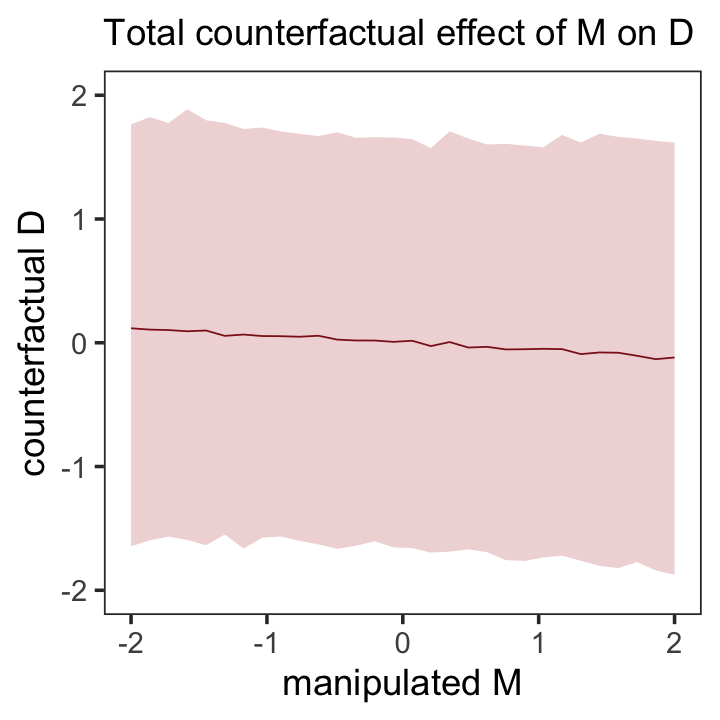 Total counterfactual effect of M on D
2
1
0
-1
-2
counterfactual D
-2 -1 0 1 2
manipulated M